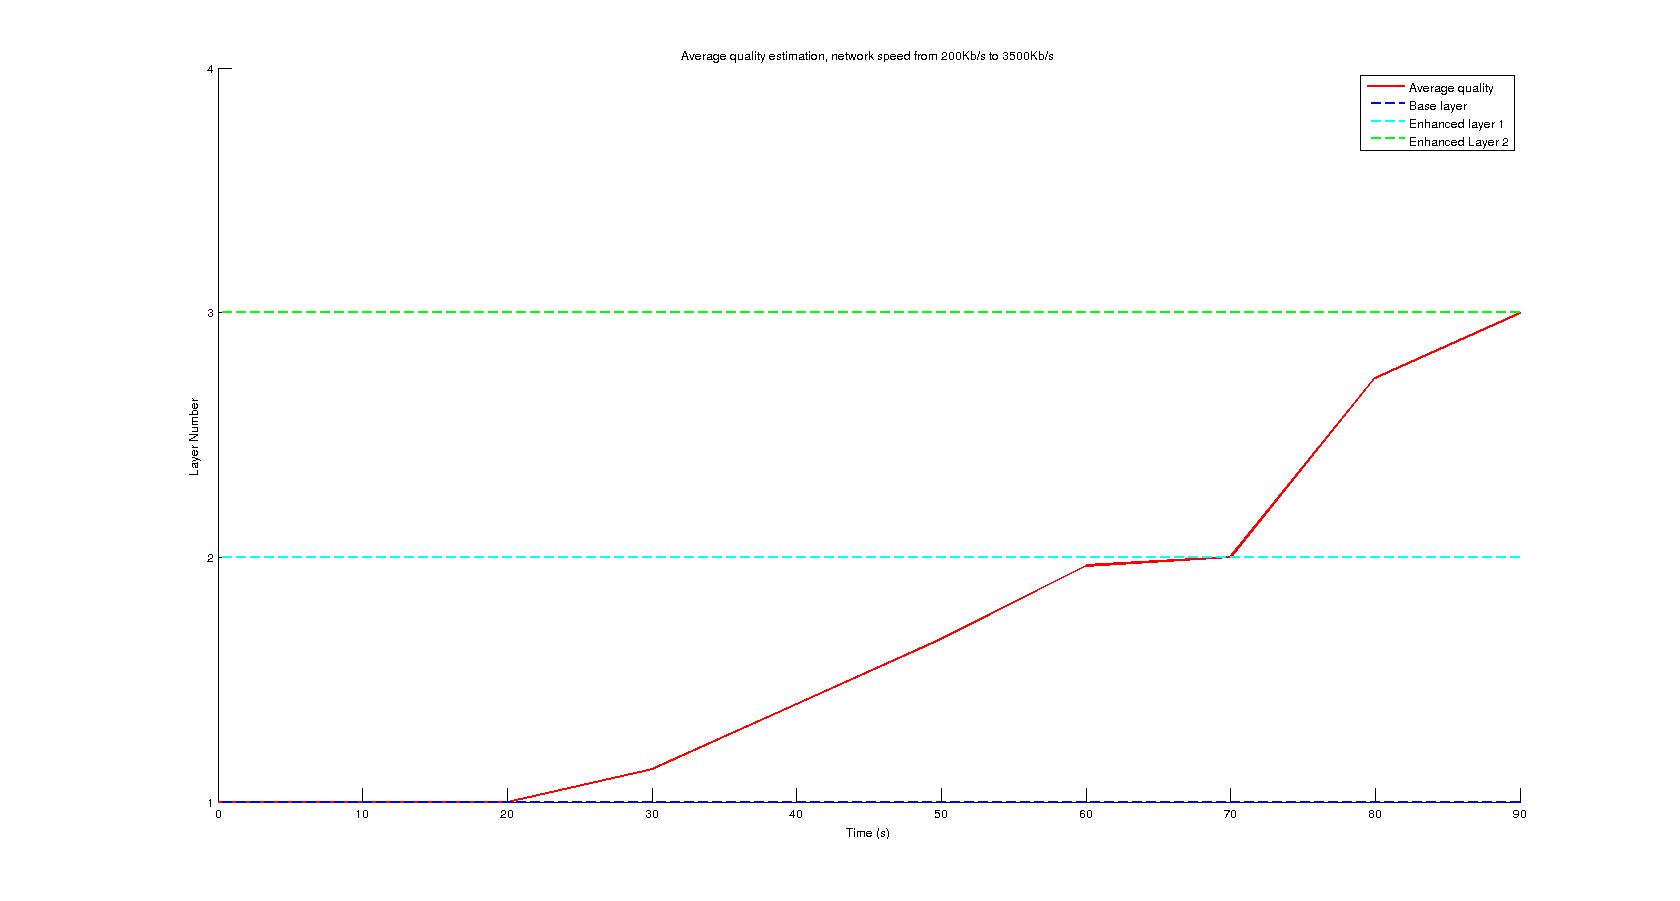 Average quality estimation, network speed from 200Kb/s to 3500Kb/s
4
Average quality
Base layer
Enhanced layer 1
Enhanced Layer 2
3
Layer Number
2
1
0 10 20 30 40 50 60 70 80 90
Time (s)